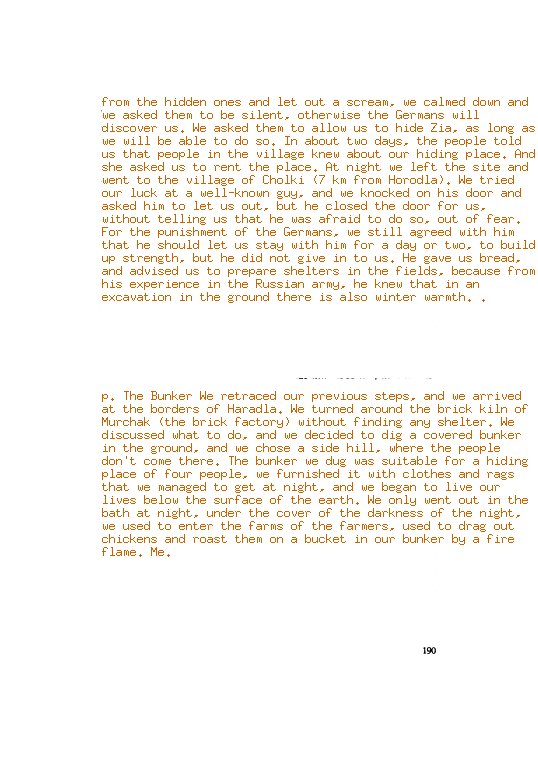 from the hidden ones and let out a scream, we calmed down and
we asked them to be silent, otherwise the Germans will
discover us. We asked them to allow us to hide Zia, as long as
we will be able to do so. In about two days, the people told
us that people in the village knew about our hiding place. And
she asked us to rent the place. At night we left the site and
went to the village of Cholki (7 km from Horodla). We tried
our luck at a well-known guy, and we knocked on his door and
asked him to let us out, but he closed the door for us,
without telling us that he was afraid to do so, out of fear.
For the punishment of the Germans, we still agreed with him
that he should let us stay with him for a day or two, to build
up strength, but he did not give in to us. He gave us bread,
and advised us to prepare shelters in the fields, because from
his experience in the Russian army, he knew that in an
excavation in the ground there is also winter warmth. .
p. The Bunker We retraced our previous steps, and we arrived
at the borders of Haradla. We turned around the brick kiln of
Murchak (the brick factory) without finding any shelter. We
discussed what to do, and we decided to dig a covered bunker
in the ground, and we chose a side hill, where the people
don't come there. The bunker we dug was suitable for a hiding
place of four people, we furnished it with clothes and rags
that we managed to get at night, and we began to live our
lives below the surface of the earth. We only went out in the
bath at night, under the cover of the darkness of the night,
we used to enter the farms of the farmers, used to drag out
chickens and roast them on a bucket in our bunker by a fire
flame. Me.
190